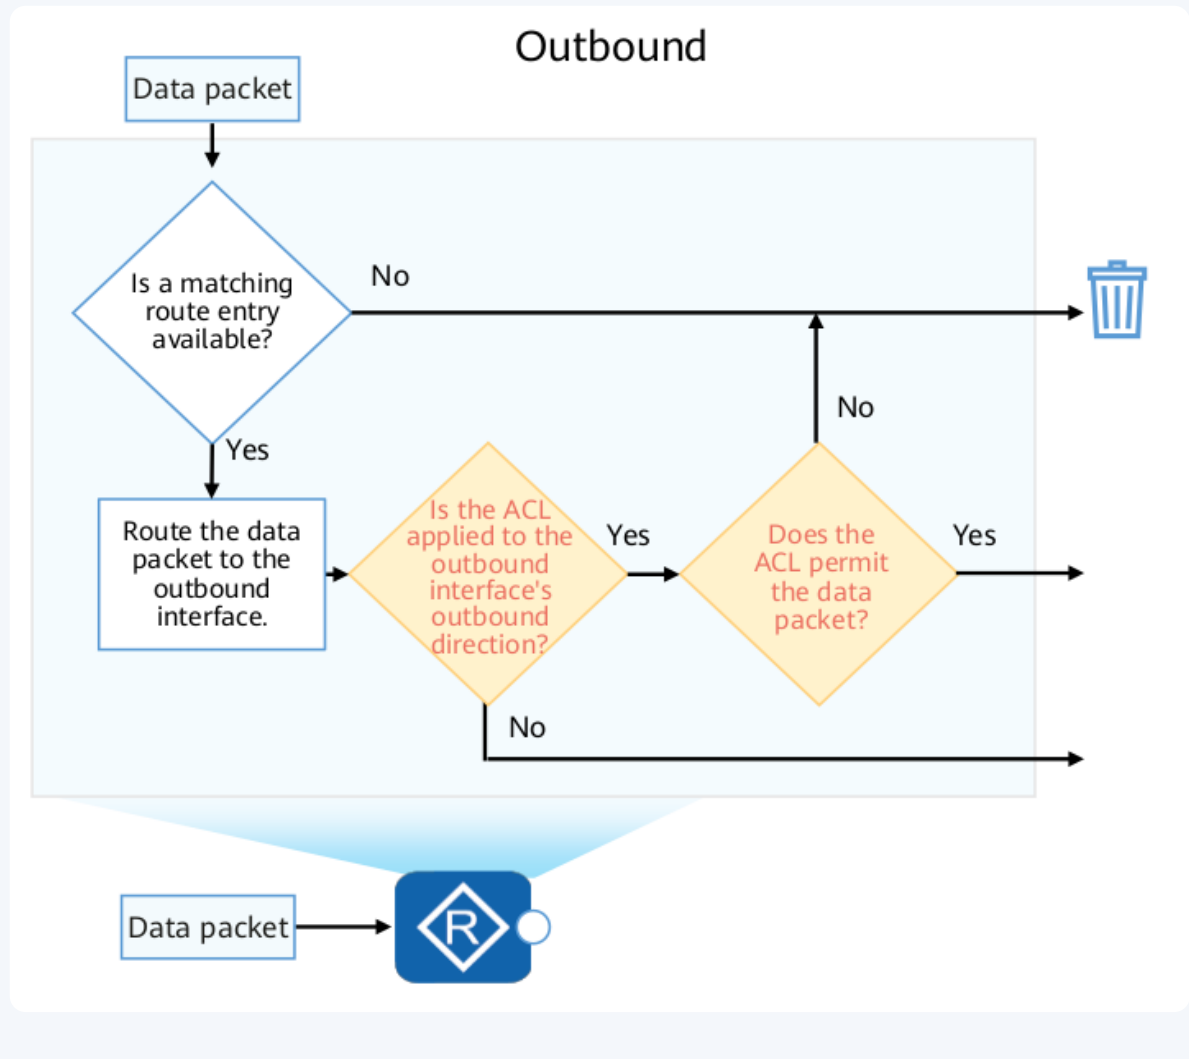 Outbound
Data packet
Is a matching
route entry
available?
No
Yes
Route the data
packet to the
outbound
interface.
Is the ACL
applied to the
outbound
interface's
outbound
direction?
Yes
No
Does the
ACL permit
the data
packet?
No
Yes
Data packet
R